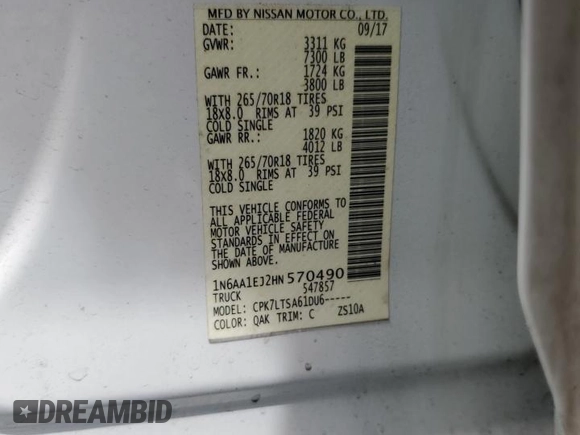 MFD BY NISSAN MOTOR CO., LTD.
DATE: 09/17
GVWR: 3311 KG
7300 LB
GAWR FR.: 1724 KG
3800 LB
WITH 265/70R18 TIRES
18X8.0 RIMS AT 39 PSI
COLD SINGLE
GAWR RR.: 1820 KG
4012 LB
WITH 265/70R18 TIRES
18X8.0 RIMS AT 39 PSI
COLD SINGLE
THIS VEHICLE CONFORMS TO
ALL APPLICABLE FEDERAL
MOTOR VEHICLE SAFETY
STANDARDS IN EFFECT ON
THE DATE OF MANUFACTURE
SHOWN ABOVE.
1N6AA1EJ2HN570490
TRUCK 547857
MODEL: CPK7LTSA61DU6-----
COLOR: QAK TRIM: C ZS10A
DREAMBID